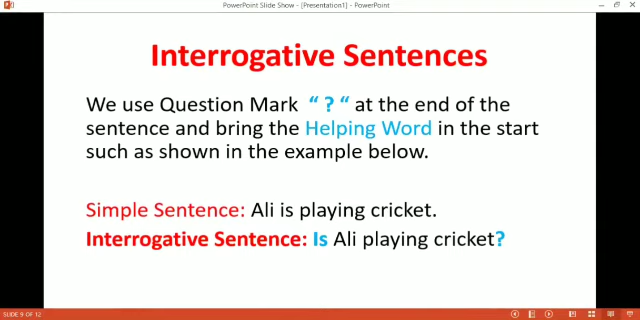 PowerPoint Slide Show - [Presentation1] - PowerPoint
Interrogative Sentences
We use Question Mark “ ? “ at the end of the
sentence and bring the Helping Word in the start
such as shown in the example below.
Simple Sentence: Ali is playing cricket.
Interrogative Sentence: Is Ali playing cricket?
SLIDE 9 OF 12